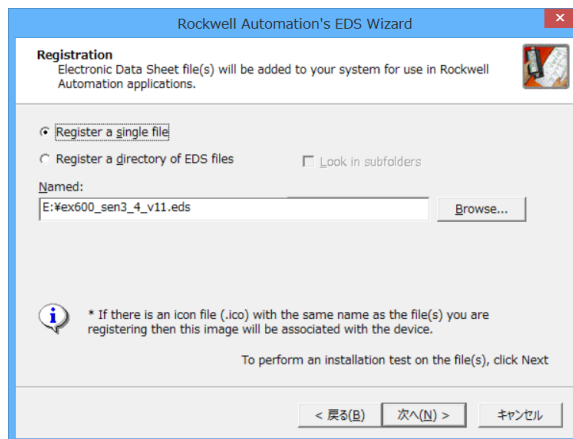 Rockwell Automation's EDS Wizard
Registration
Electronic Data Sheet file(s) will be added to your system for use in Rockwell
Automation applications.
Register a single file
Register a directory of EDS files
Look in subfolders
Named:
E:¥ex600_sen3_4_v11.eds
Browse...
* If there is an icon file (.ico) with the same name as the file(s) you are
registering then this image will be associated with the device.
To perform an installation test on the file(s), click Next
< 戻る(B)
次へ(N) >
キャンセル